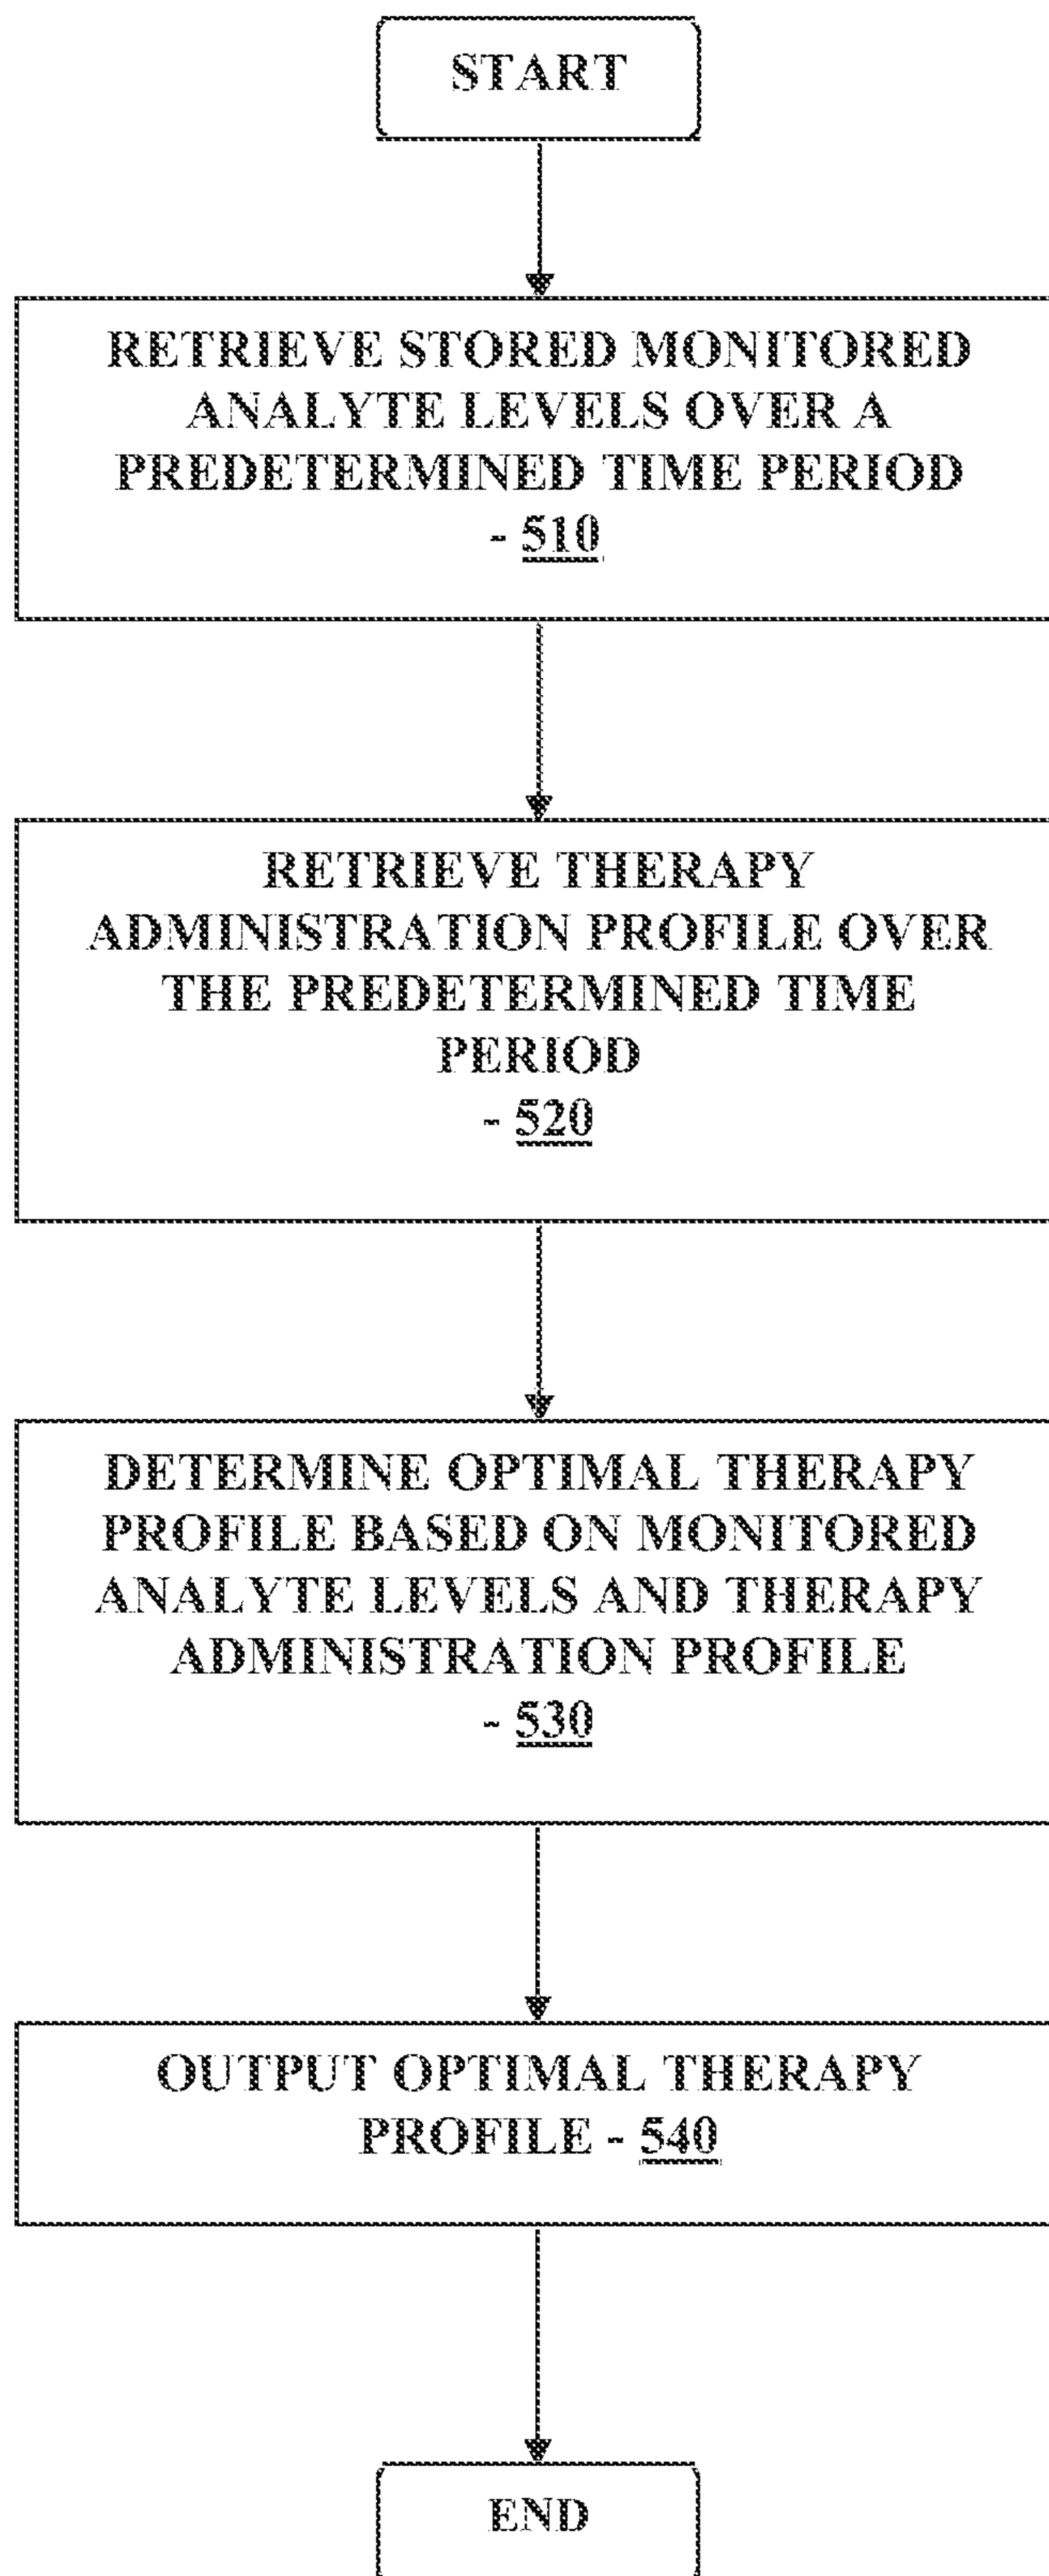 START
RETRIEVE STORED MONITORED
ANALYTE LEVELS OVER A
PREDETERMINED TIME PERIOD
- 510
RETRIEVE THERAPY
ADMINISTRATION PROFILE OVER
THE PREDETERMINED TIME
PERIOD
- 520
DETERMINE OPTIMAL THERAPY
PROFILE BASED ON MONITORED
ANALYTE LEVELS AND THERAPY
ADMINISTRATION PROFILE
- 530
OUTPUT OPTIMAL THERAPY
PROFILE - 540
END